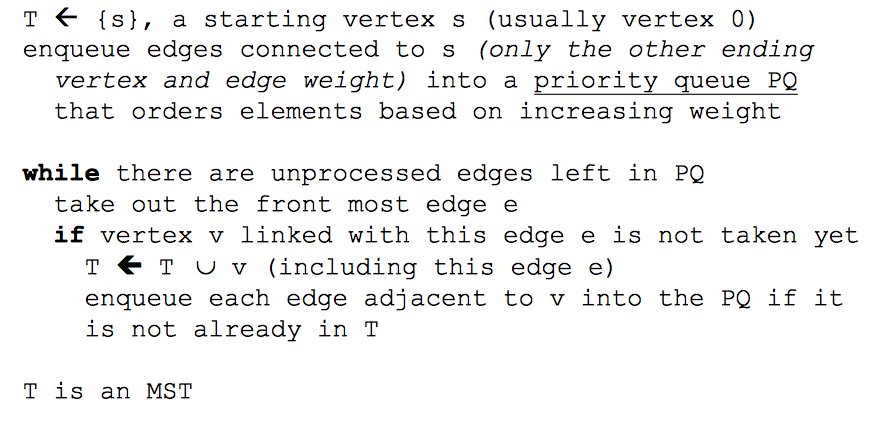 T ← {s}, a starting vertex s (usually vertex 0)
enqueue edges connected to s (only the other ending
vertex and edge weight) into a priority queue PQ
that orders elements based on increasing weight
while there are unprocessed edges left in PQ
take out the front most edge e
if vertex v linked with this edge e is not taken yet
T ← T ∪ v (including this edge e)
enqueue each edge adjacent to v into the PQ if it
is not already in T
T is an MST